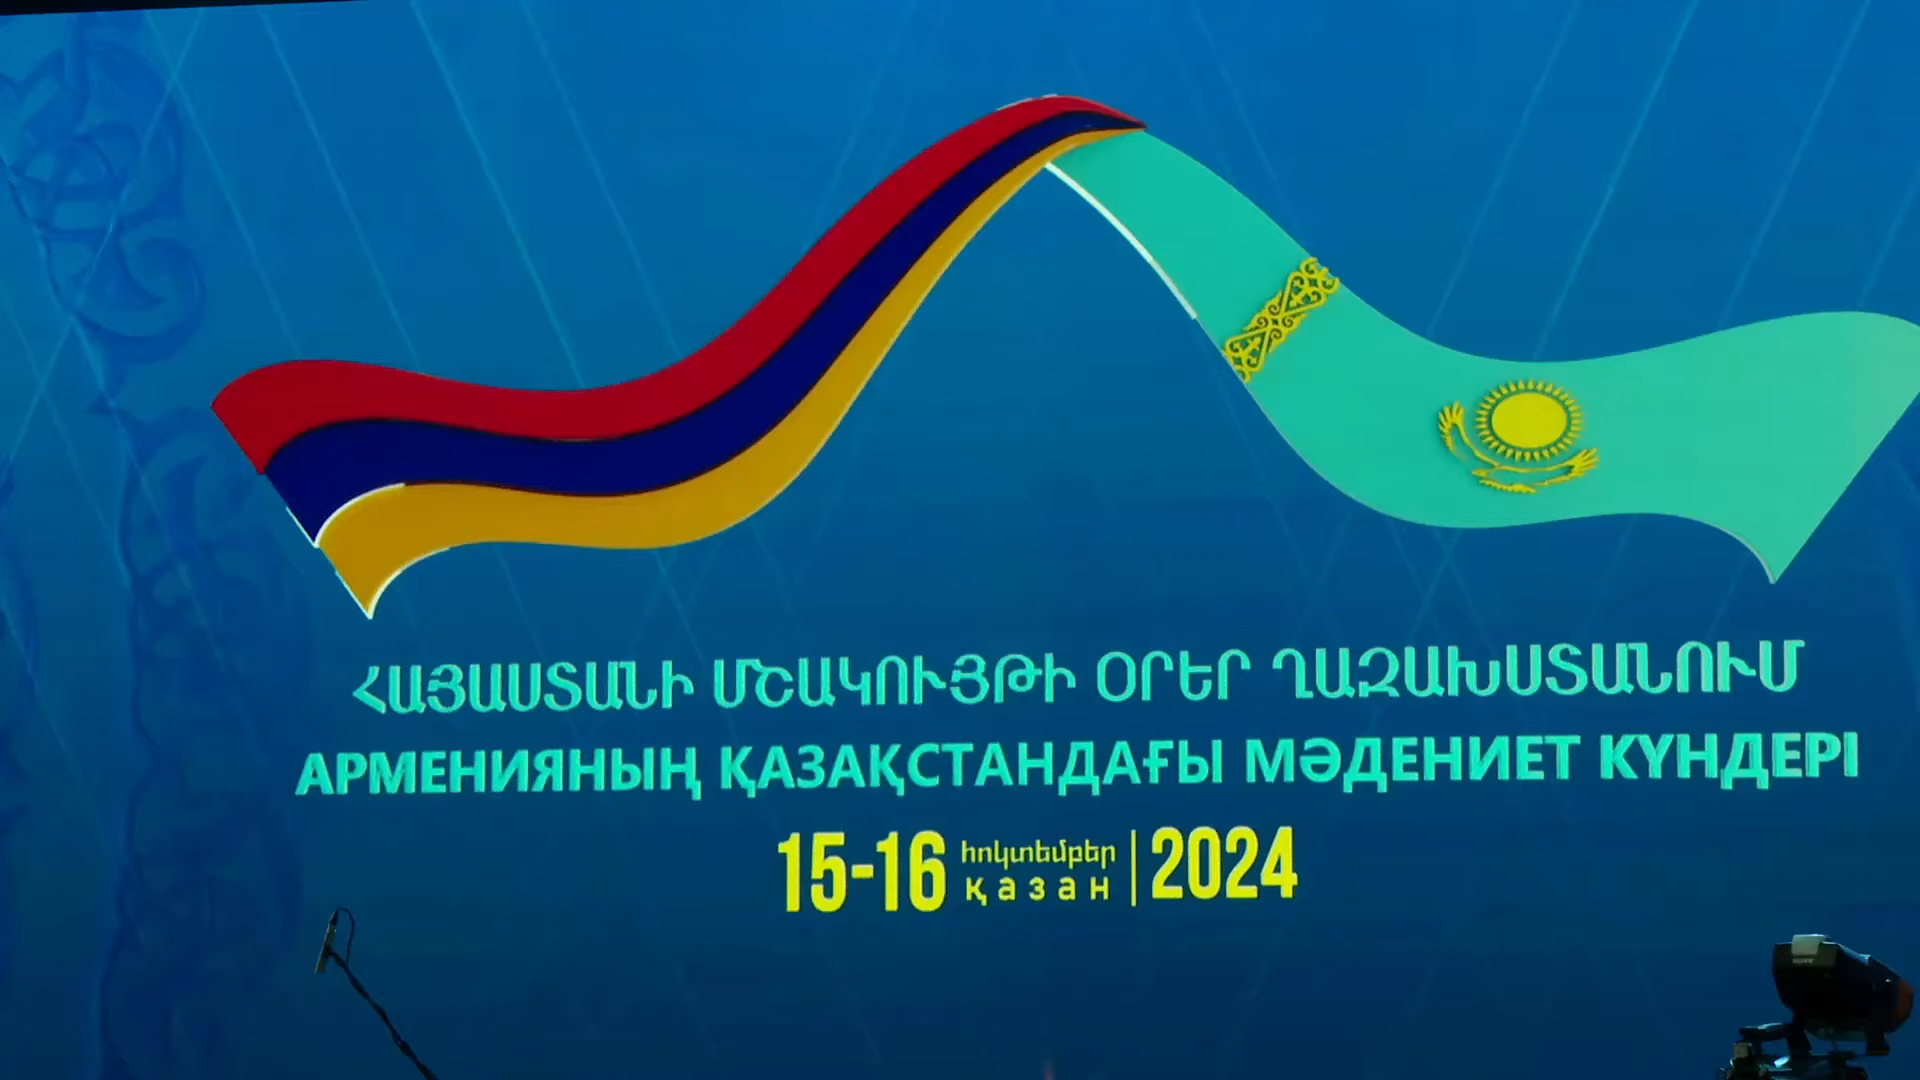 ՀԱՅԱՍՏԱՆԻ ՄՇԱԿՈՒՅԹԻ ՕՐԵՐ ՂԱԶԱԽՍՏԱՆՈՒՄ
АРМЕНИЯНЫҢ ҚАЗАҚСТАНДАҒЫ МӘДЕНИЕТ КҮНДЕРІ
15-16 հոկտեմբեր | 2024
қазан